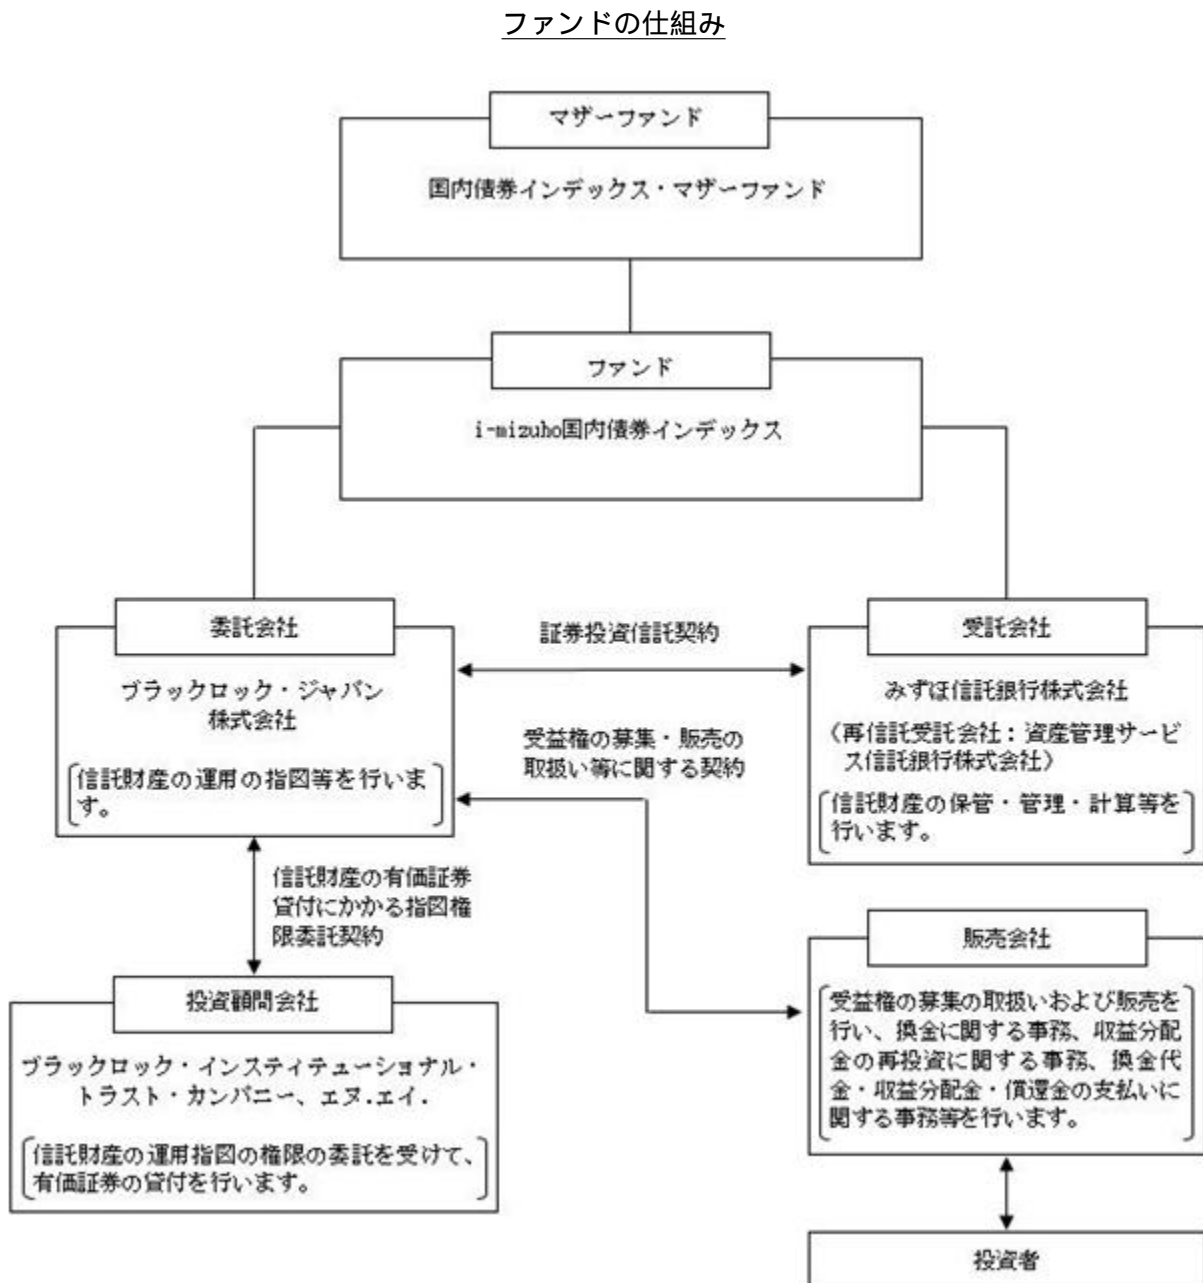 ファンドの仕組み
マザーファンド
国内債券インデックス・マザーファンド
ファンド
i-mizuho国内債券インデックス
委託会社
ブラックロック・ジャパン
株式会社
信託財産の運用の指図等を行いま
す。
証券投資信託契約
受益権の募集・販売の
取扱い等に関する契約
受託会社
みずほ信託銀行株式会社
（再信託受託会社：資産管理サービ
ス信託銀行株式会社）
信託財産の保管・管理・計算等を
行います。
信託財産の有価証券
貸付にかかる指図権
限委託契約
投資顧問会社
ブラックロック・インスティテューショナル・
トラスト・カンパニー、エヌ.エイ.
信託財産の運用指図の権限の委託を受けて、
有価証券の貸付を行います。
販売会社
受益権の募集の取扱いおよび販売を
行い、換金に関する事務、収益分配
金の再投資に関する事務、換金代
金・収益分配金・償還金の支払いに
関する事務等を行います。
投資者